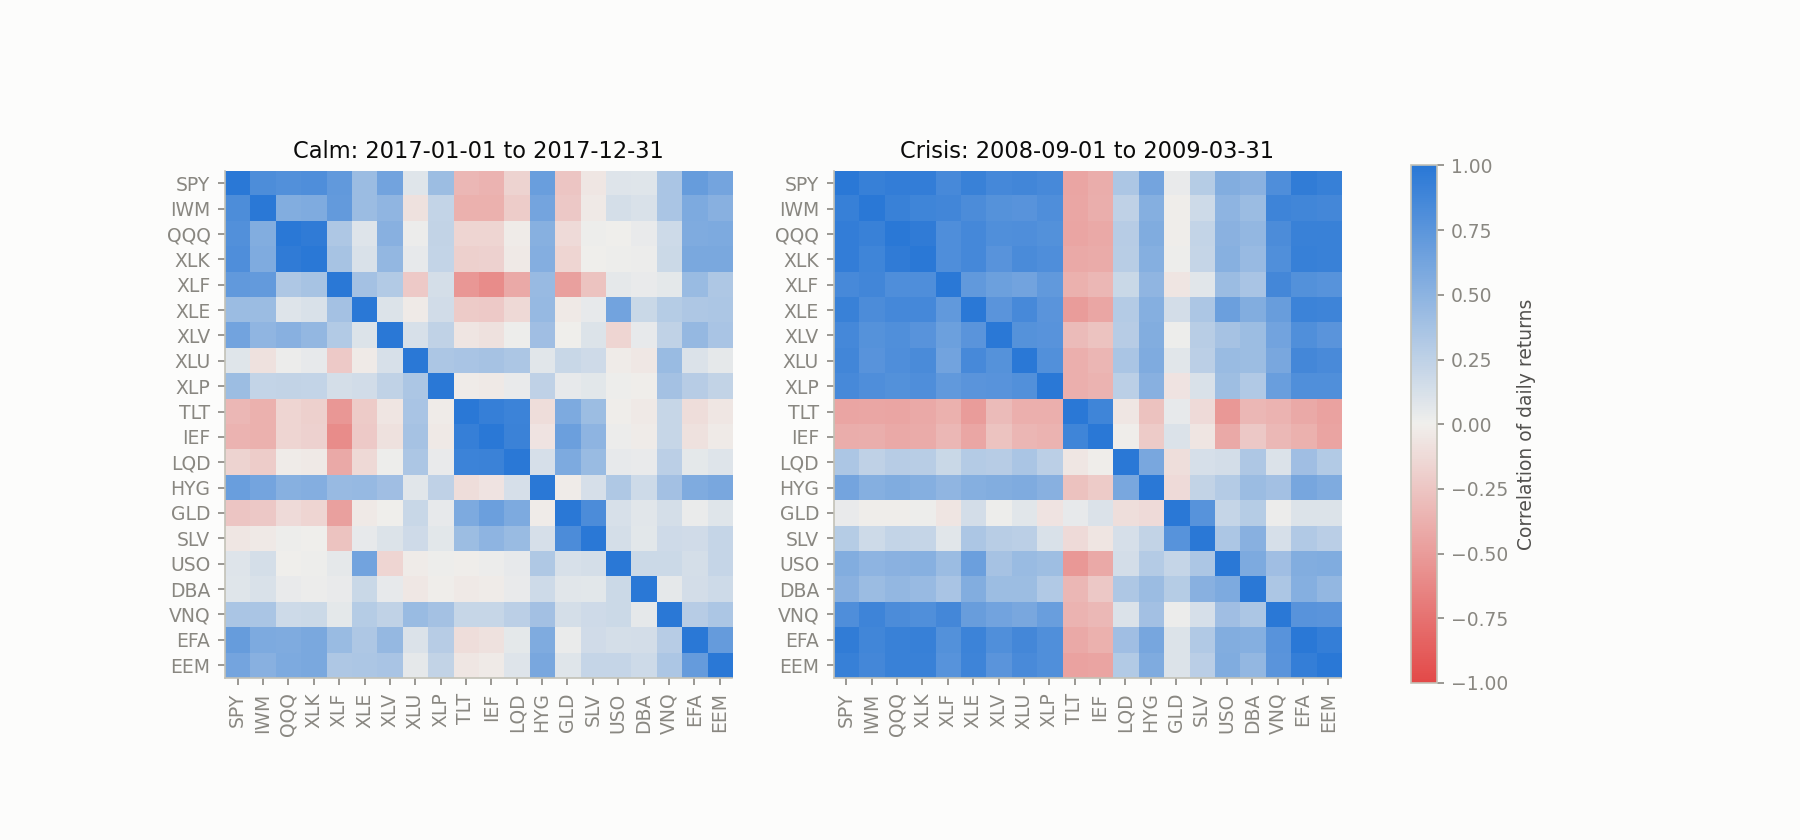 Calm: 2017-01-01 to 2017-12-31
SPY
IWM
QQQ
XLK
XLF
XLE
XLV
XLU
XLP
TLT
IEF
LQD
HYG
GLD
SLV
USO
DBA
VNQ
EFA
EEM
SPY IWM QQQ XLK XLF XLE XLV XLU XLP TLT IEF LQD HYG GLD SLV USO DBA VNQ EFA EEM
Crisis: 2008-09-01 to 2009-03-31
SPY
IWM
QQQ
XLK
XLF
XLE
XLV
XLU
XLP
TLT
IEF
LQD
HYG
GLD
SLV
USO
DBA
VNQ
EFA
EEM
SPY IWM QQQ XLK XLF XLE XLV XLU XLP TLT IEF LQD HYG GLD SLV USO DBA VNQ EFA EEM
1.00
0.75
0.50
0.25
0.00
−0.25
−0.50
−0.75
−1.00
Correlation of daily returns